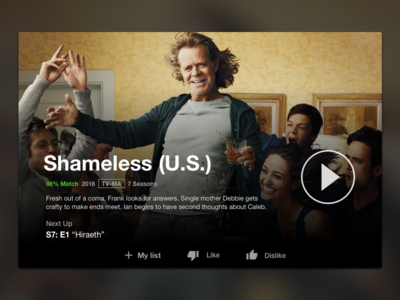 Shameless (U.S.)
98% Match 2016 TV-MA 7 Seasons
Fresh out of a coma, Frank looks for answers. Single mother Debbie gets
crafty to make ends meet. Ian begins to have second thoughts about Caleb.
Next Up
S7: E1 “Hiraeth”
+ My list Like Dislike